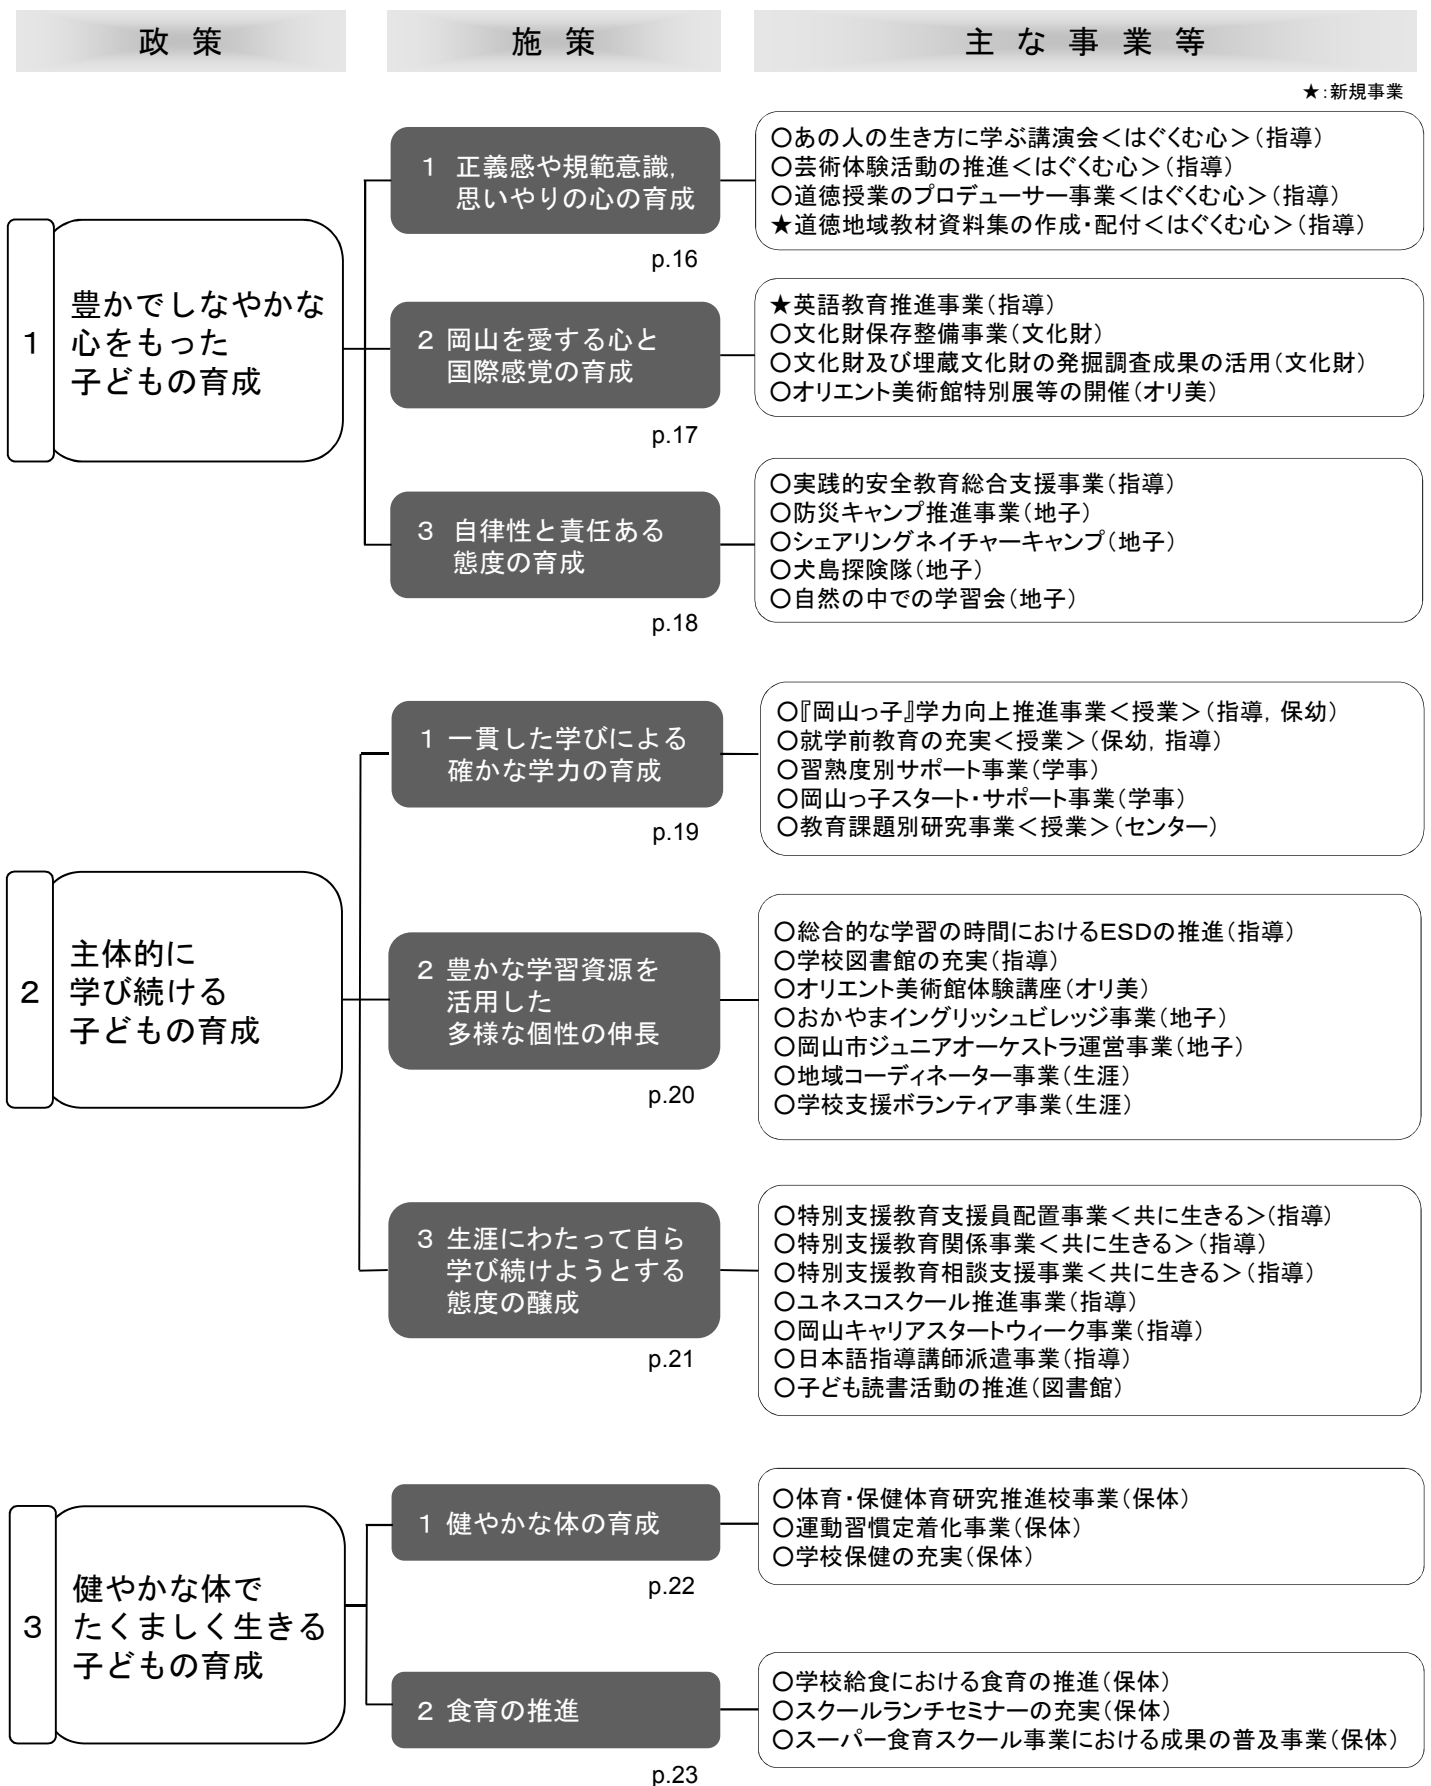 政策
施策
主な事業等
★:新規事業
1
豊かでしなやかな
心をもった
子どもの育成
1 正義感や規範意識,
思いやりの心の育成
p.16
○あの人の生き方に学ぶ講演会＜はぐくむ心＞(指導)
○芸術体験活動の推進＜はぐくむ心＞(指導)
○道徳授業のプロデューサー事業＜はぐくむ心＞(指導)
★道徳地域教材資料集の作成・配付＜はぐくむ心＞(指導)
2 岡山を愛する心と
国際感覚の育成
p.17
★英語教育推進事業(指導)
○文化財保存整備事業(文化財)
○文化財及び埋蔵文化財の発掘調査成果の活用(文化財)
○オリエント美術館特別展等の開催(オリ美)
3 自律性と責任ある
態度の育成
p.18
○実践的安全教育総合支援事業(指導)
○防災キャンプ推進事業(地子)
○シェアリングネイチャーキャンプ(地子)
○犬島探険隊(地子)
○自然の中での学習会(地子)
2
主体的に
学び続ける
子どもの育成
1 一貫した学びによる
確かな学力の育成
p.19
○『岡山っ子』学力向上推進事業＜授業＞(指導, 保幼)
○就学前教育の充実＜授業＞(保幼, 指導)
○習熟度別サポート事業(学事)
○岡山っ子スタート・サポート事業(学事)
○教育課題別研究事業＜授業＞(センター)
2 豊かな学習資源を
活用した
多様な個性の伸長
p.20
○総合的な学習の時間におけるESDの推進(指導)
○学校図書館の充実(指導)
○オリエント美術館体験講座(オリ美)
○おかやまイングリッシュビレッジ事業(地子)
○岡山市ジュニアオーケストラ運営事業(地子)
○地域コーディネーター事業(生涯)
○学校支援ボランティア事業(生涯)
3 生涯にわたって自ら
学び続けようとする
態度の醸成
p.21
○特別支援教育支援員配置事業＜共に生きる＞(指導)
○特別支援教育関係事業＜共に生きる＞(指導)
○特別支援教育相談支援事業＜共に生きる＞(指導)
○ユネスコスクール推進事業(指導)
○岡山キャリアスタートウィーク事業(指導)
○日本語指導講師派遣事業(指導)
○子ども読書活動の推進(図書館)
3
健やかな体で
たくましく生きる
子どもの育成
1 健やかな体の育成
p.22
○体育・保健体育研究推進校事業(保体)
○運動習慣定着化事業(保体)
○学校保健の充実(保体)
2 食育の推進
p.23
○学校給食における食育の推進(保体)
○スクールランチセミナーの充実(保体)
○スーパー食育スクール事業における成果の普及事業(保体)